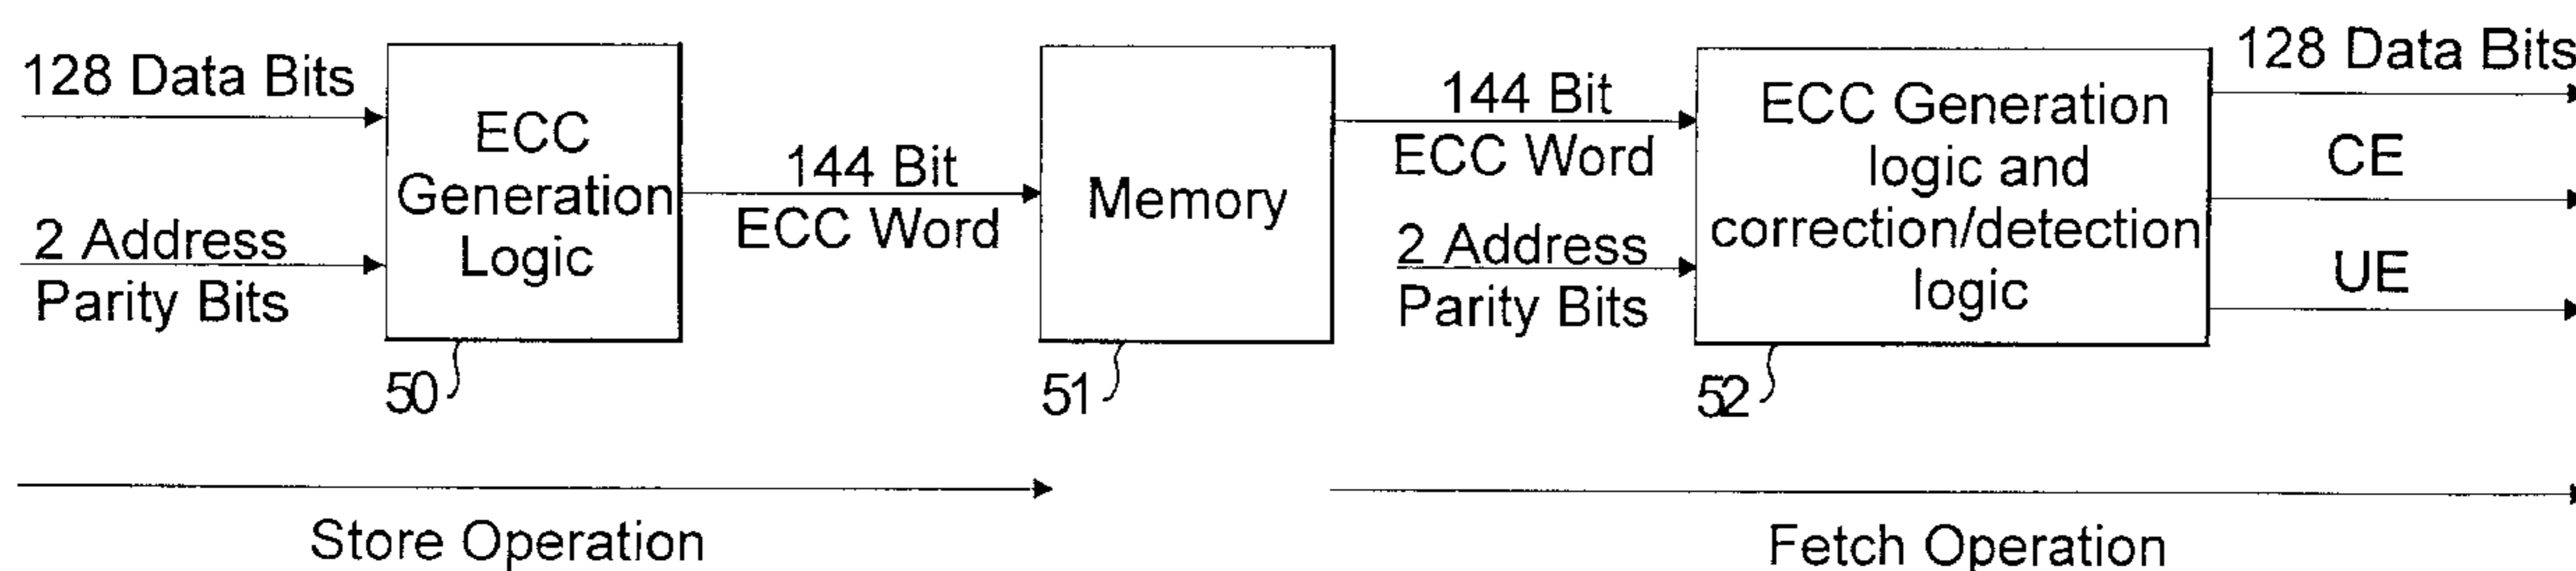 128 Data Bits
2 Address
Parity Bits
ECC
Generation
Logic
50
144 Bit
ECC Word
Memory
51
144 Bit
ECC Word
2 Address
Parity Bits
ECC Generation
logic and
correction/detection
logic
52
128 Data Bits
CE
UE
Store Operation
Fetch Operation